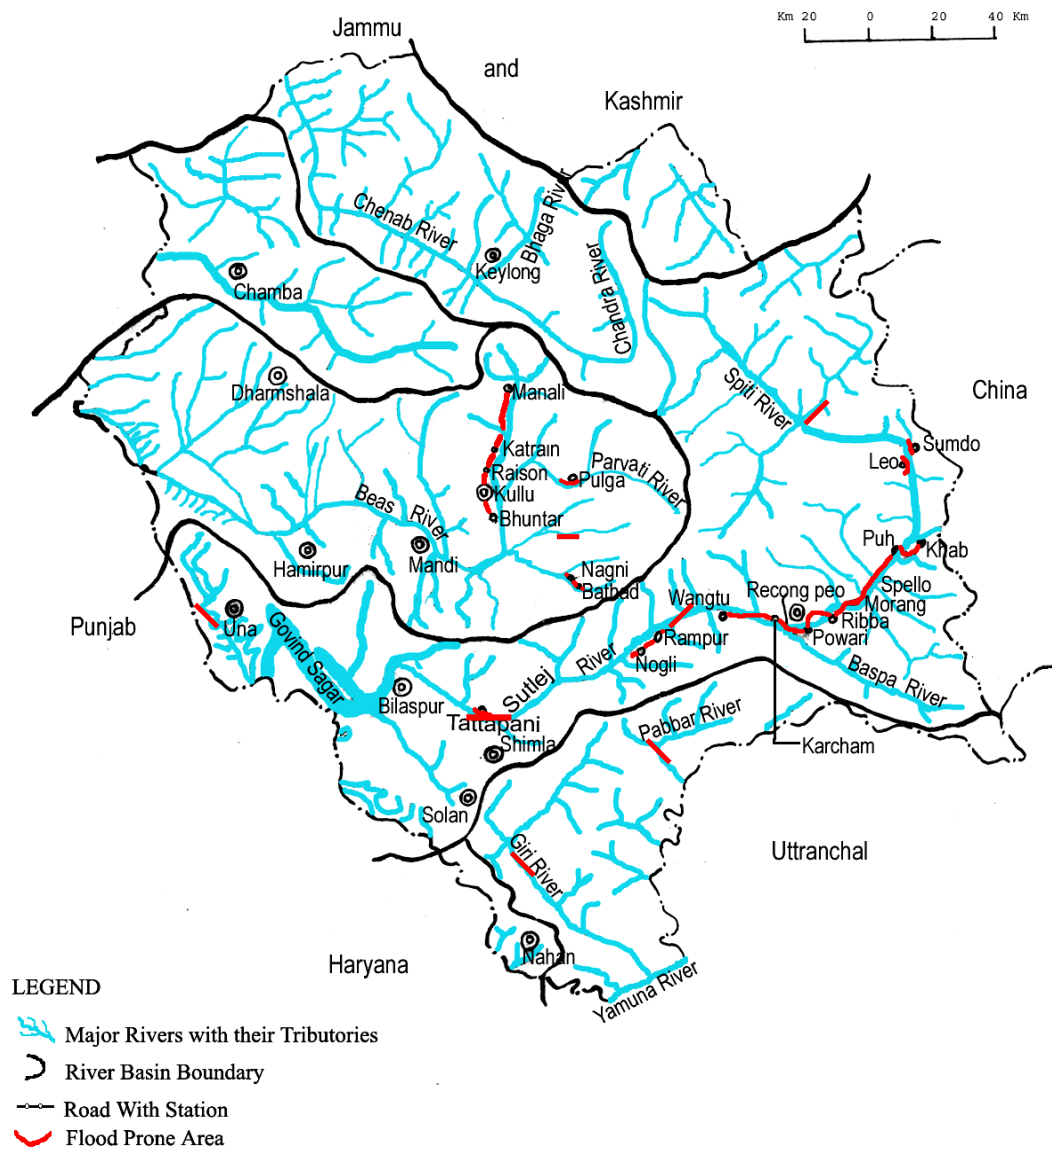 Km 20 0 20 40 Km
Jammu
and
Kashmir
Chenab River
Bhaga River
Keylong
Chandra River
Chamba
Dharmshala
Manali
Spiti River
China
Katrain
Sumdo
Leo
Raison
Parvati River
Pulga
Kullu
Beas River
Bhuntar
Puh
Khab
Hamirpur
Mandi
Nagni
Bathad
Recong peo
Spello
Wangtu
Morang
Ribba
Punjab
Una
Govind Sagar
Rampur
Powari
Nogli
Sutlej River
Baspa River
Bilaspur
Tattapani
Pabbar River
Shimla
Karcham
Solan
Uttranchal
Giri River
Nahan
Haryana
Yamuna River
LEGEND
Major Rivers with their Tributories
River Basin Boundary
Road With Station
Flood Prone Area